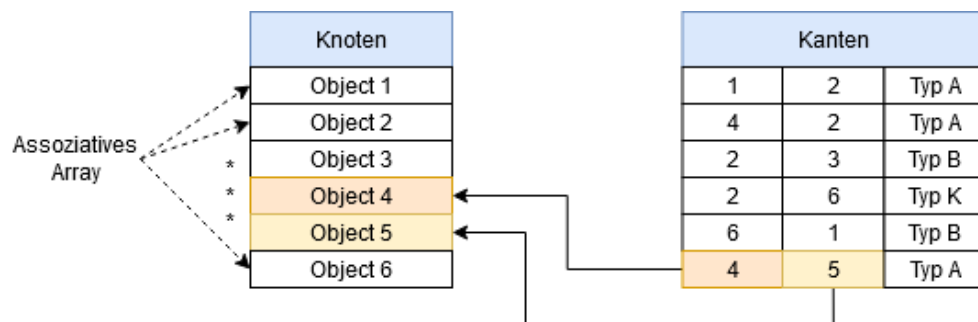 Knoten
Object 1
Object 2
Object 3
Object 4
Object 5
Object 6
Assoziatives
Array
*
*
*
Kanten
1 2 Typ A
4 2 Typ A
2 3 Typ B
2 6 Typ K
6 1 Typ B
4 5 Typ A